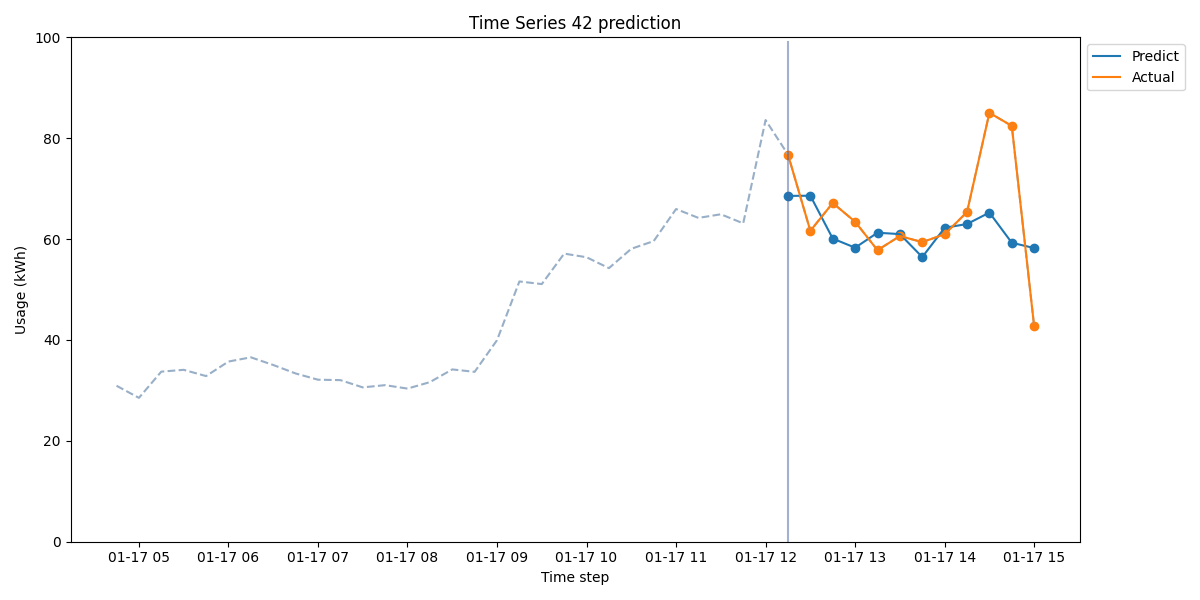 Time Series 42 prediction
Predict
Actual
100
80
60
40
20
0
Usage (kWh)
01-17 05 01-17 06 01-17 07 01-17 08 01-17 09 01-17 10 01-17 11 01-17 12 01-17 13 01-17 14 01-17 15
Time step